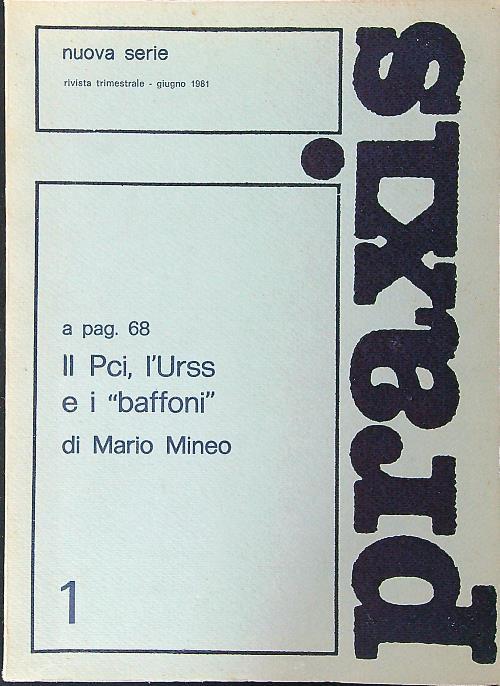 nuova serie
rivista trimestrale - giugno 1981
praxis
a pag. 68
Il Pci, l'Urss
e i "baffoni"
di Mario Mineo
1